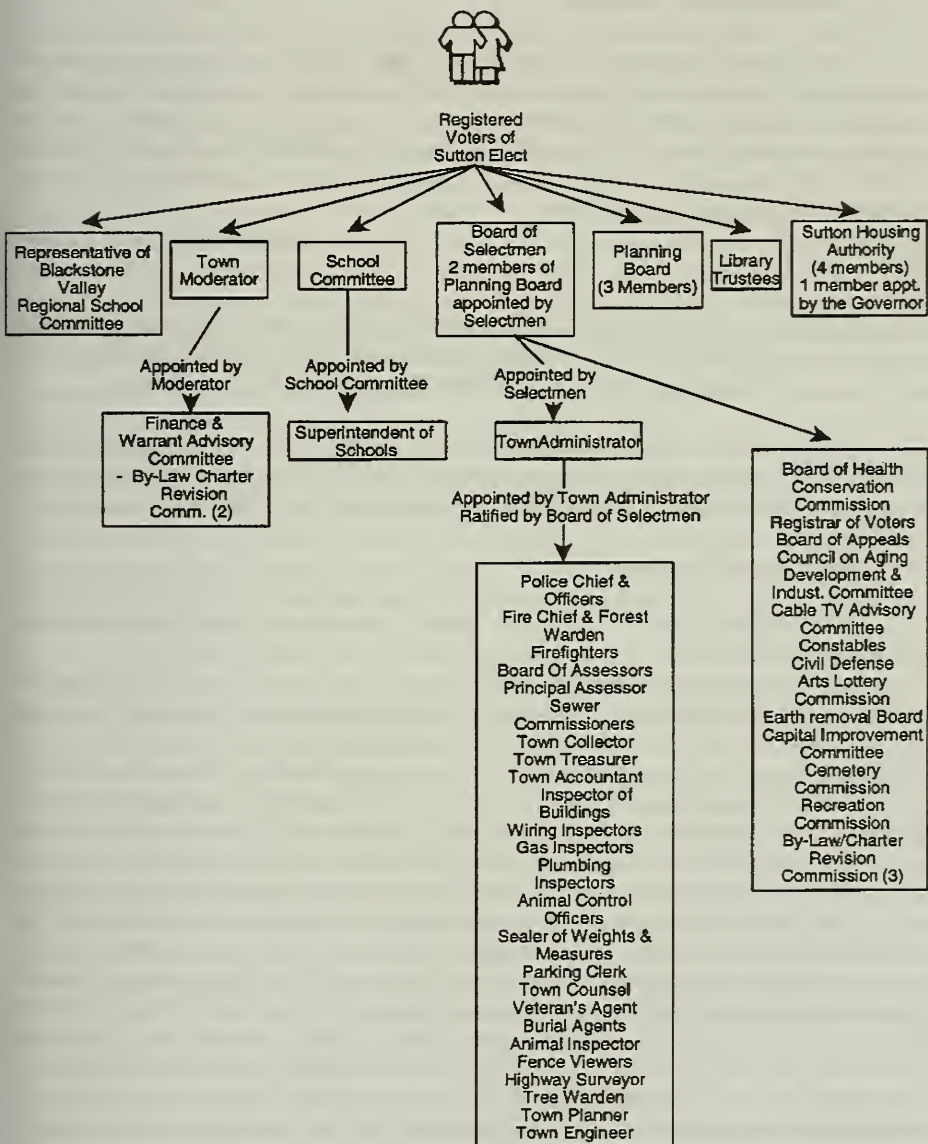 Registered
Voters of
Sutton Elect
Representative of
Blackstone
Valley
Regional School
Committee
Town
Moderator
School
Committee
Board of
Selectmen
2 members of
Planning Board
appointed by
Selectmen
Planning
Board
(3 Members)
Library
Trustees
Sutton Housing
Authority
(4 members)
1 member appt.
by the Governor
Appointed by
Moderator
Appointed by
School Committee
Appointed by
Selectmen
Finance &
Warrant Advisory
Committee
- By-Law Charter
Revision
Comm. (2)
Superintendent of
Schools
TownAdministrator
Appointed by Town Administrator
Ratified by Board of Selectmen
Police Chief &
Officers
Fire Chief & Forest
Warden
Firefighters
Board Of Assessors
Principal Assessor
Sewer
Commissioners
Town Collector
Town Treasurer
Town Accountant
Inspector of
Buildings
Wiring Inspectors
Gas Inspectors
Plumbing
Inspectors
Animal Control
Officers
Sealer of Weights &
Measures
Parking Clerk
Town Counsel
Veteran's Agent
Burial Agents
Animal Inspector
Fence Viewers
Highway Surveyor
Tree Warden
Town Planner
Town Engineer
Board of Health
Conservation
Commission
Registrar of Voters
Board of Appeals
Council on Aging
Development &
Indust. Committee
Cable TV Advisory
Committee
Constables
Civil Defense
Arts Lottery
Commission
Earth removal Board
Capital Improvement
Committee
Cemetery
Commission
Recreation
Commission
By-Law/Charter
Revision
Commission (3)